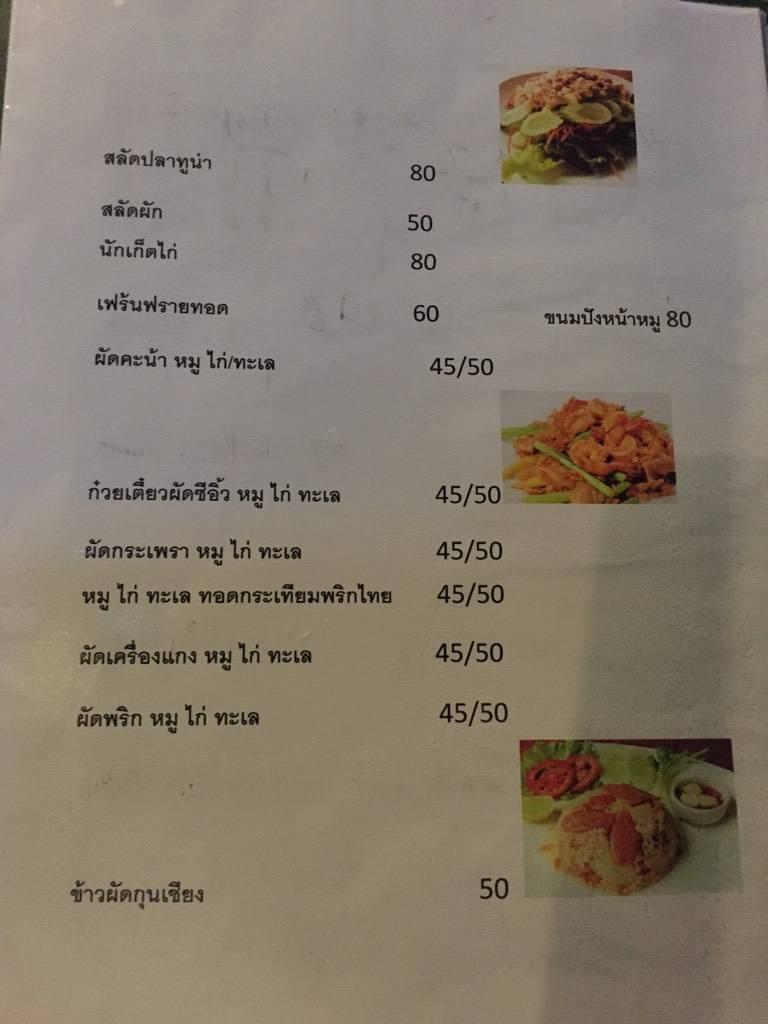 สลัดปลาทูน่า 80
สลัดผัก 50
นักเก็ตไก่ 80
เฟร้นฟรายทอด 60 ขนมปังหน้าหมู 80
ผัดคะน้า หมู ไก่/ทะเล 45/50
ก๋วยเตี๋ยวผัดซีอิ้ว หมู ไก่ ทะเล 45/50
ผัดกระเพรา หมู ไก่ ทะเล 45/50
หมู ไก่ ทะเล ทอดกระเทียมพริกไทย 45/50
ผัดเครื่องแกง หมู ไก่ ทะเล 45/50
ผัดพริก หมู ไก่ ทะเล 45/50
ข้าวผัดกุนเชียง 50